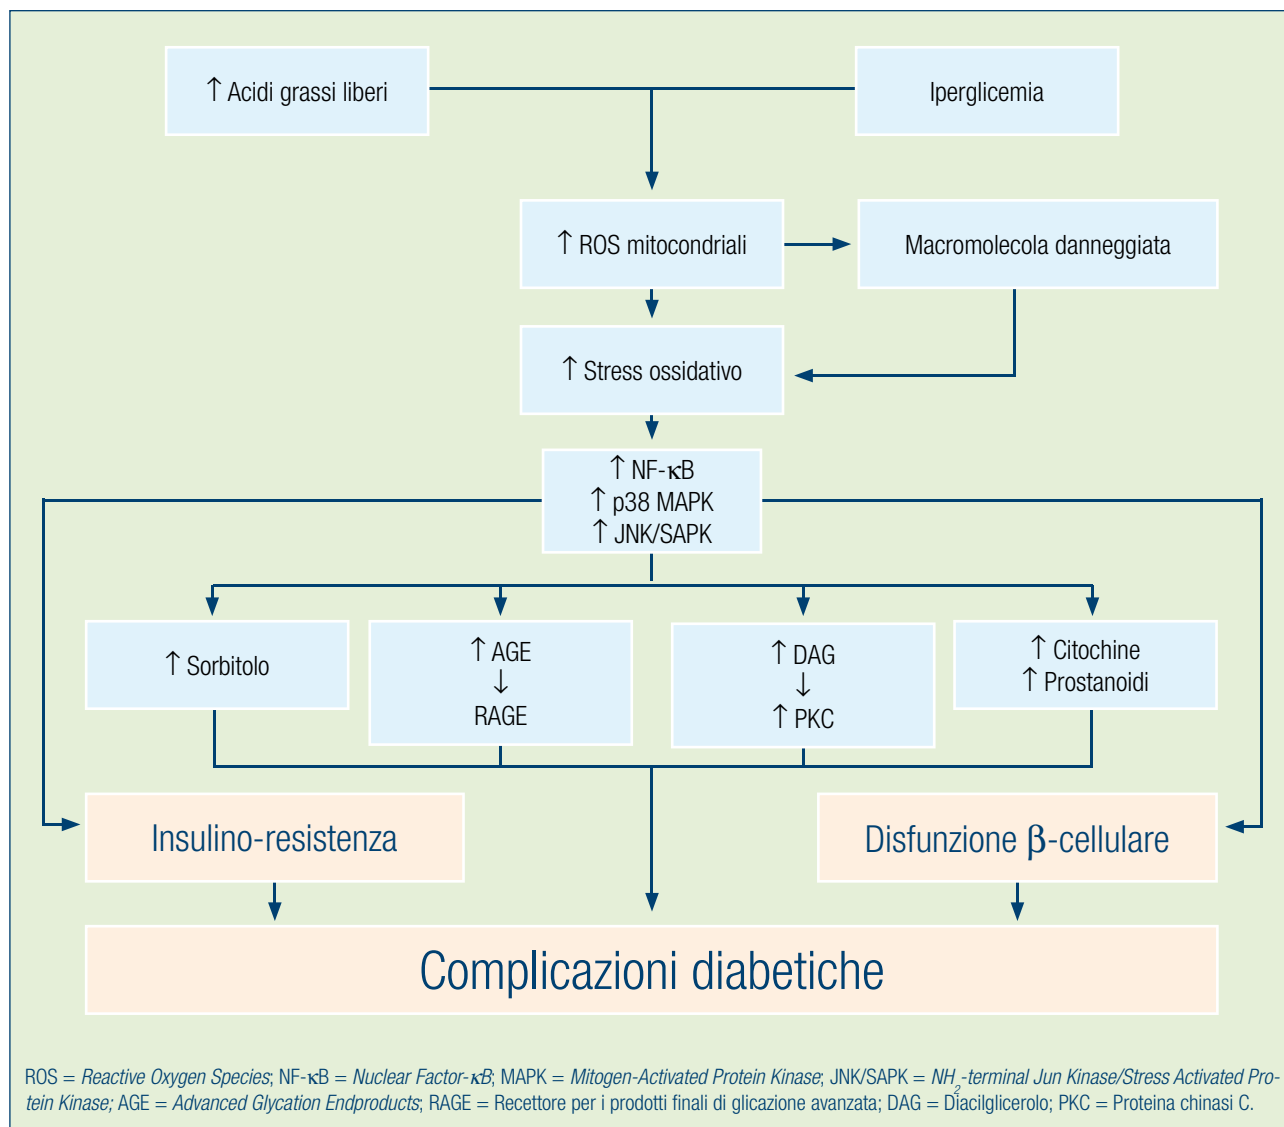 ↑ Acidi grassi liberi
Iperglicemia
↑ ROS mitocondriali
Macromolecola danneggiata
↑ Stress ossidativo
↑ NF-κB
↑ p38 MAPK
↑ JNK/SAPK
↑ Sorbitolo
↑ AGE
↓
RAGE
↑ DAG
↓
↑ PKC
↑ Citochine
↑ Prostanoidi
Insulino-resistenza
Disfunzione β-cellulare
Complicazioni diabetiche
ROS = Reactive Oxygen Species; NF-κB = Nuclear Factor-κB; MAPK = Mitogen-Activated Protein Kinase; JNK/SAPK = NH₂-terminal Jun Kinase/Stress Activated Pro-
tein Kinase; AGE = Advanced Glycation Endproducts; RAGE = Recettore per i prodotti finali di glicazione avanzata; DAG = Diacilglicerolo; PKC = Proteina chinasi C.